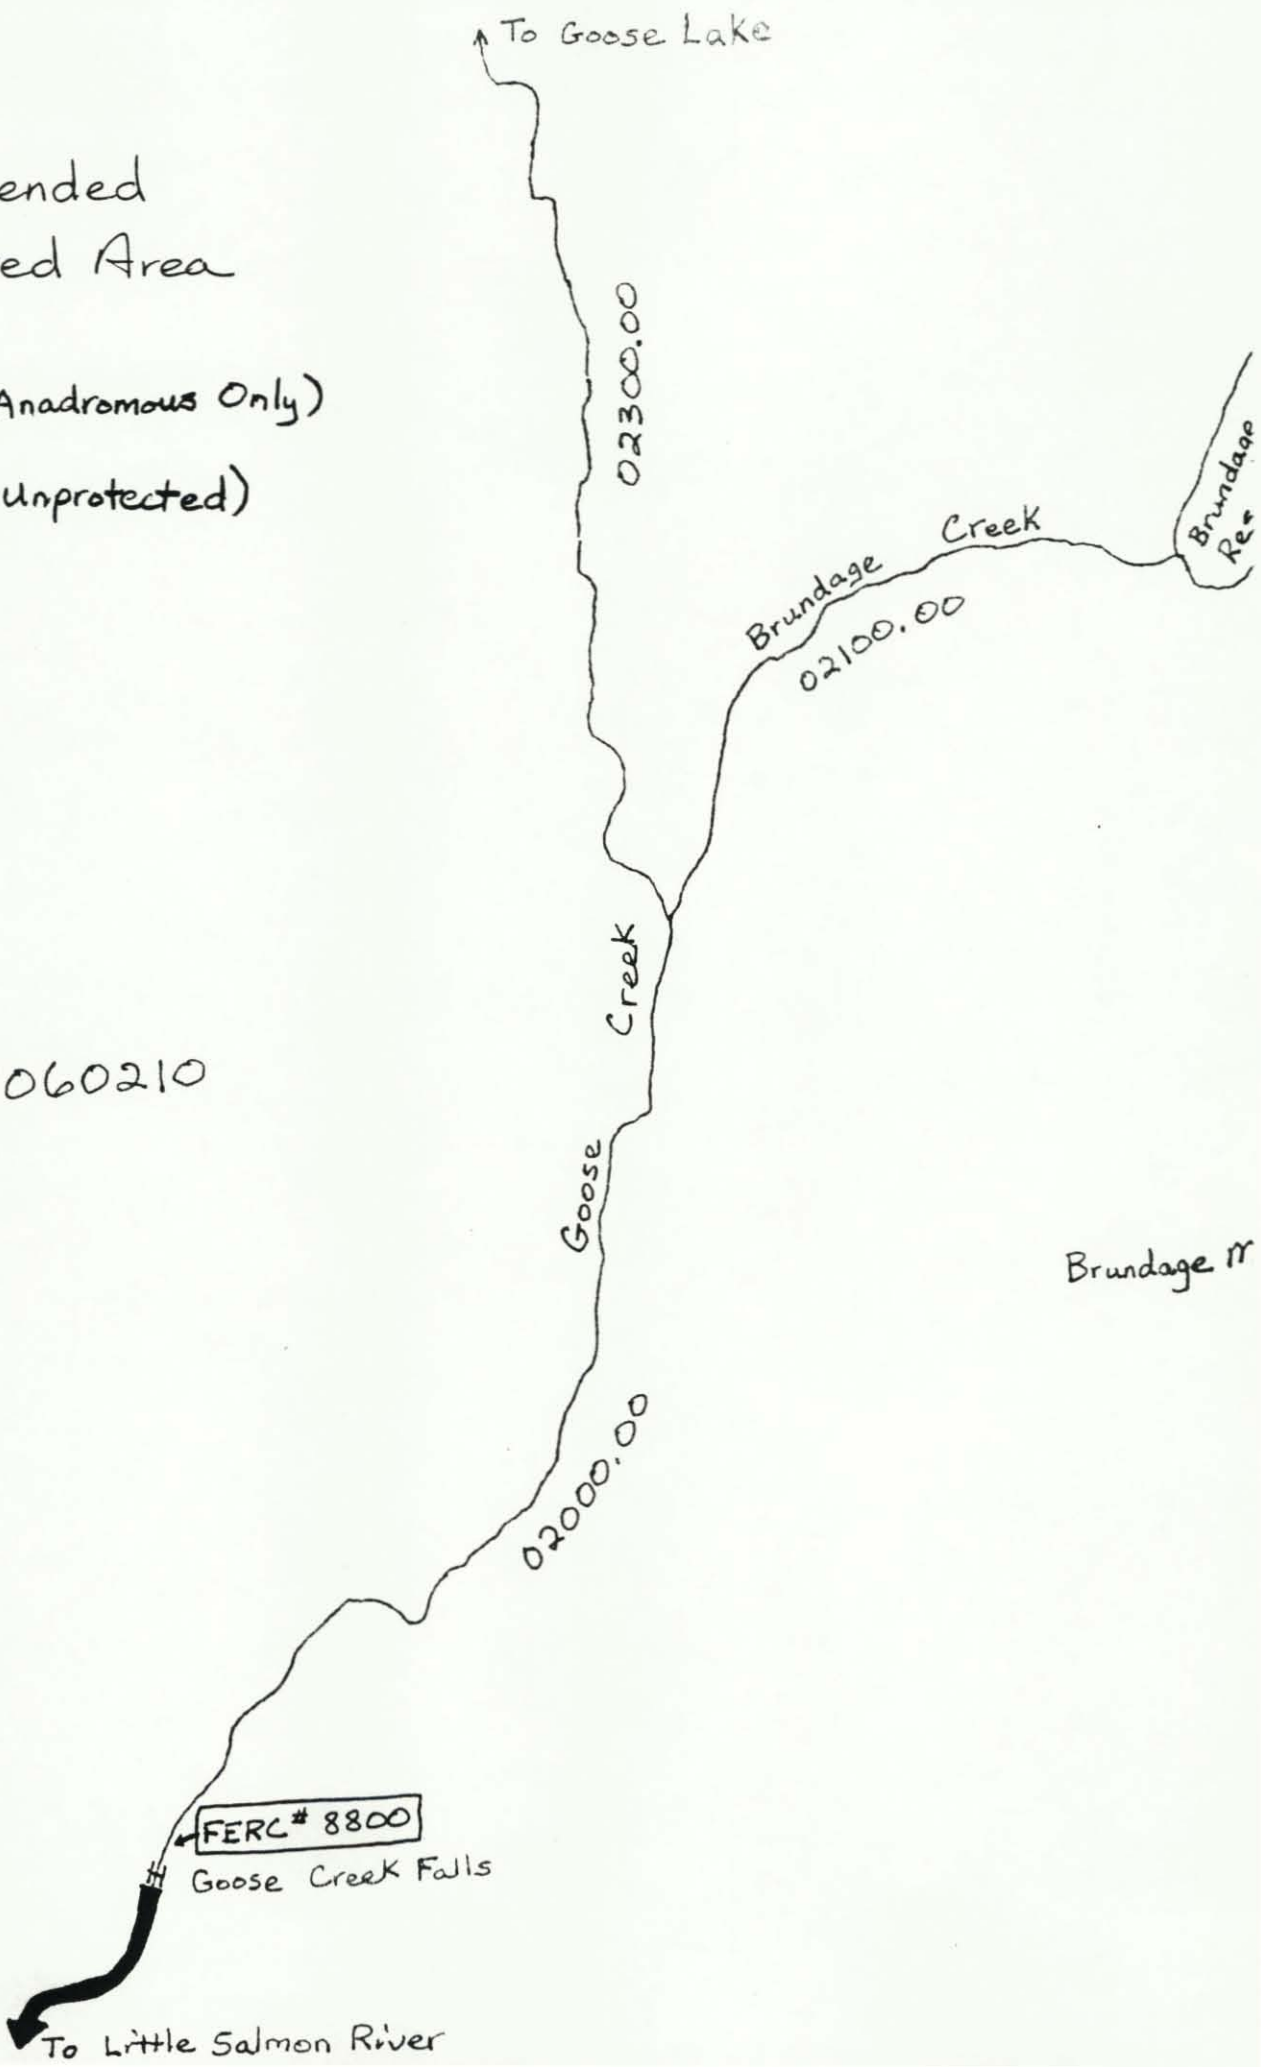 To Goose Lake
ended
ed Area
Anadromous Only)
Unprotected)
02300.00
Brundage Creek
02100.00
Brundage
Creek
Goose
060210
Brundage
02000.00
FERC# 8800
Goose Creek Falls
To Little Salmon River